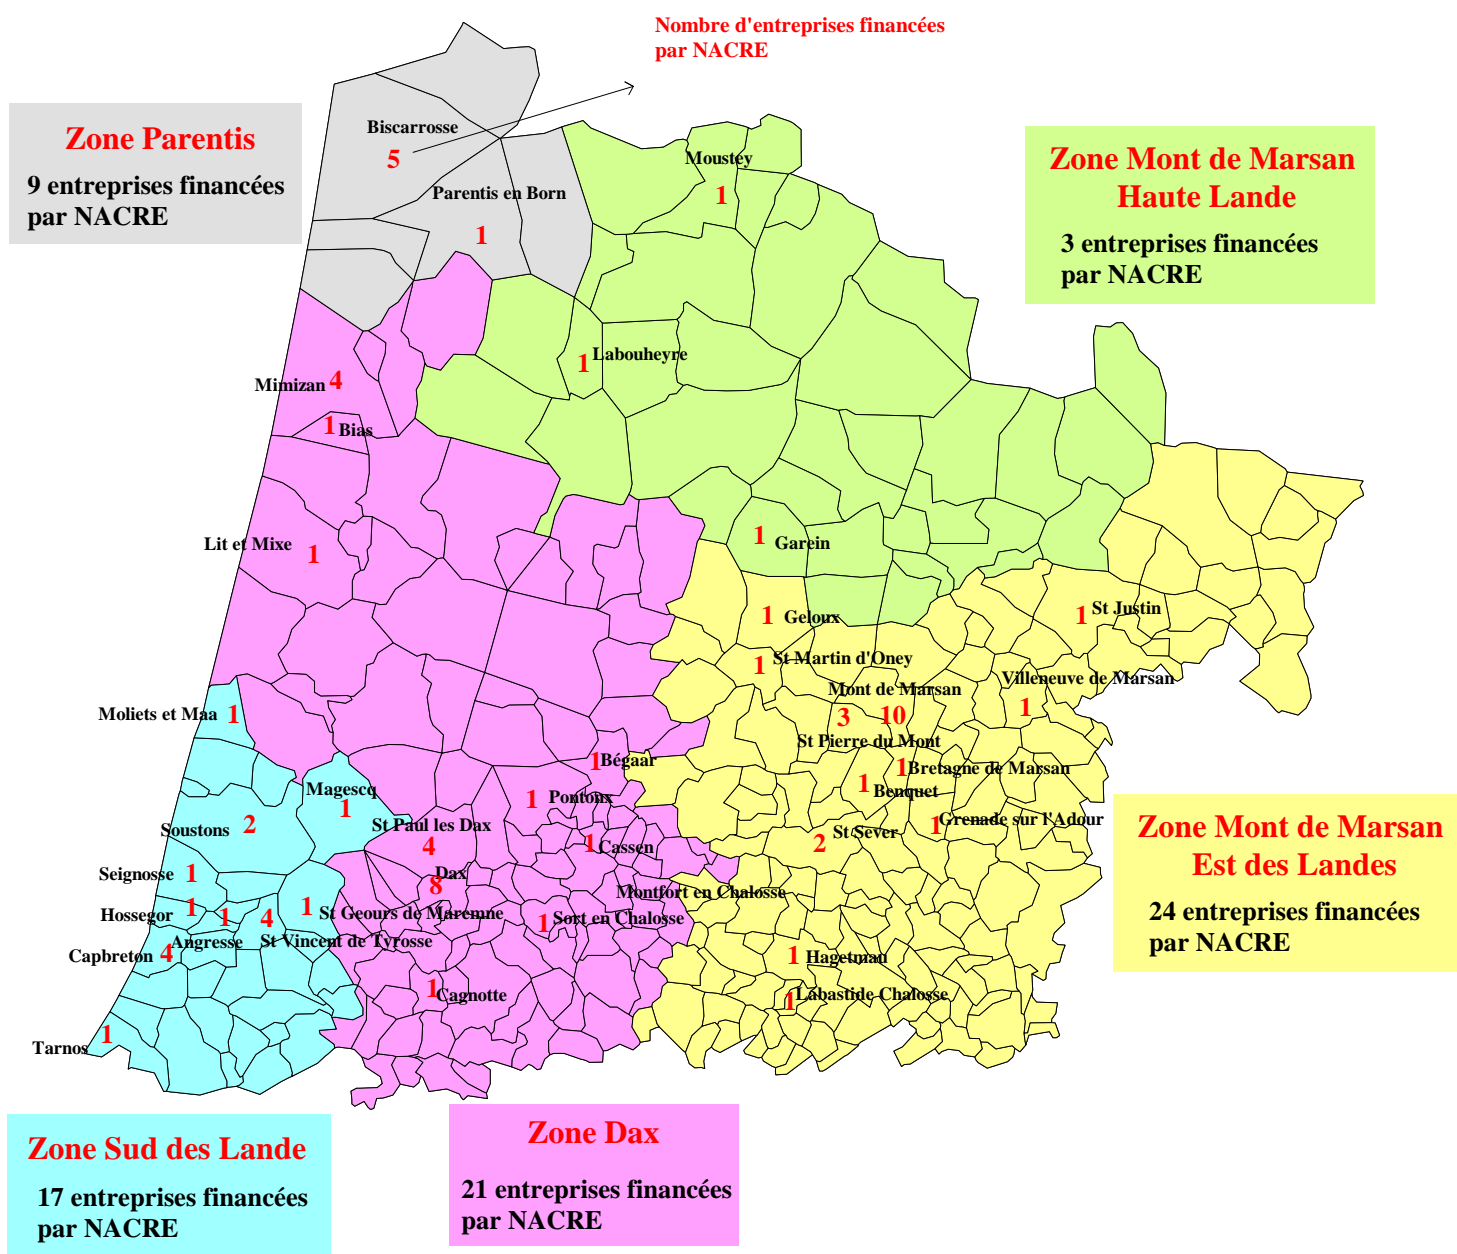 Nombre d'entreprises financées
par NACRE
Zone Parentis
9 entreprises financées
par NACRE
Biscarrosse
5
Parentis en Born
1
Moustey
1
Zone Mont de Marsan
Haute Lande
3 entreprises financées
par NACRE
Labouheyre
1
Mimizan
4
1
Bias
Lit et Mixe
1
1
Garein
1
Geloux
1
St Justin
1
St Martin d'Oney
Mont de Marsan
3
10
St Pierre du Mont
Villeneuve de Marsan
1
Moliets et Maa
1
1
Bégaar
1
Bretagne de Marsan
1
Benquet
Magescq
1
1
Pontonx
Soustons
2
St Paul les Dax
4
1
Cassen
2
St Sever
1
Grenade sur l'Adour
Zone Mont de Marsan
Est des Landes
24 entreprises financées
par NACRE
Seignosse
1
Dax
8
Montfort en Chalosse
Hossegor
1
1
4
1
St Geours de Maremne
1
Sort en Chalosse
Angresse
St Vincent de Tyrosse
Capbreton
4
1
Hagetman
1
Cagnotte
1
Labastide Chalosse
Tarnos
1
Zone Sud des Lande
17 entreprises financées
par NACRE
Zone Dax
21 entreprises financées
par NACRE